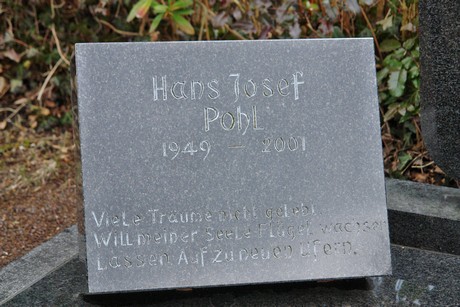 Hans Josef
Pohl
1949 – 2001
Viele Träume nicht gelebt
Will meiner Seele Flügel wachsen
Lassen Auf zu neuen Ufern.